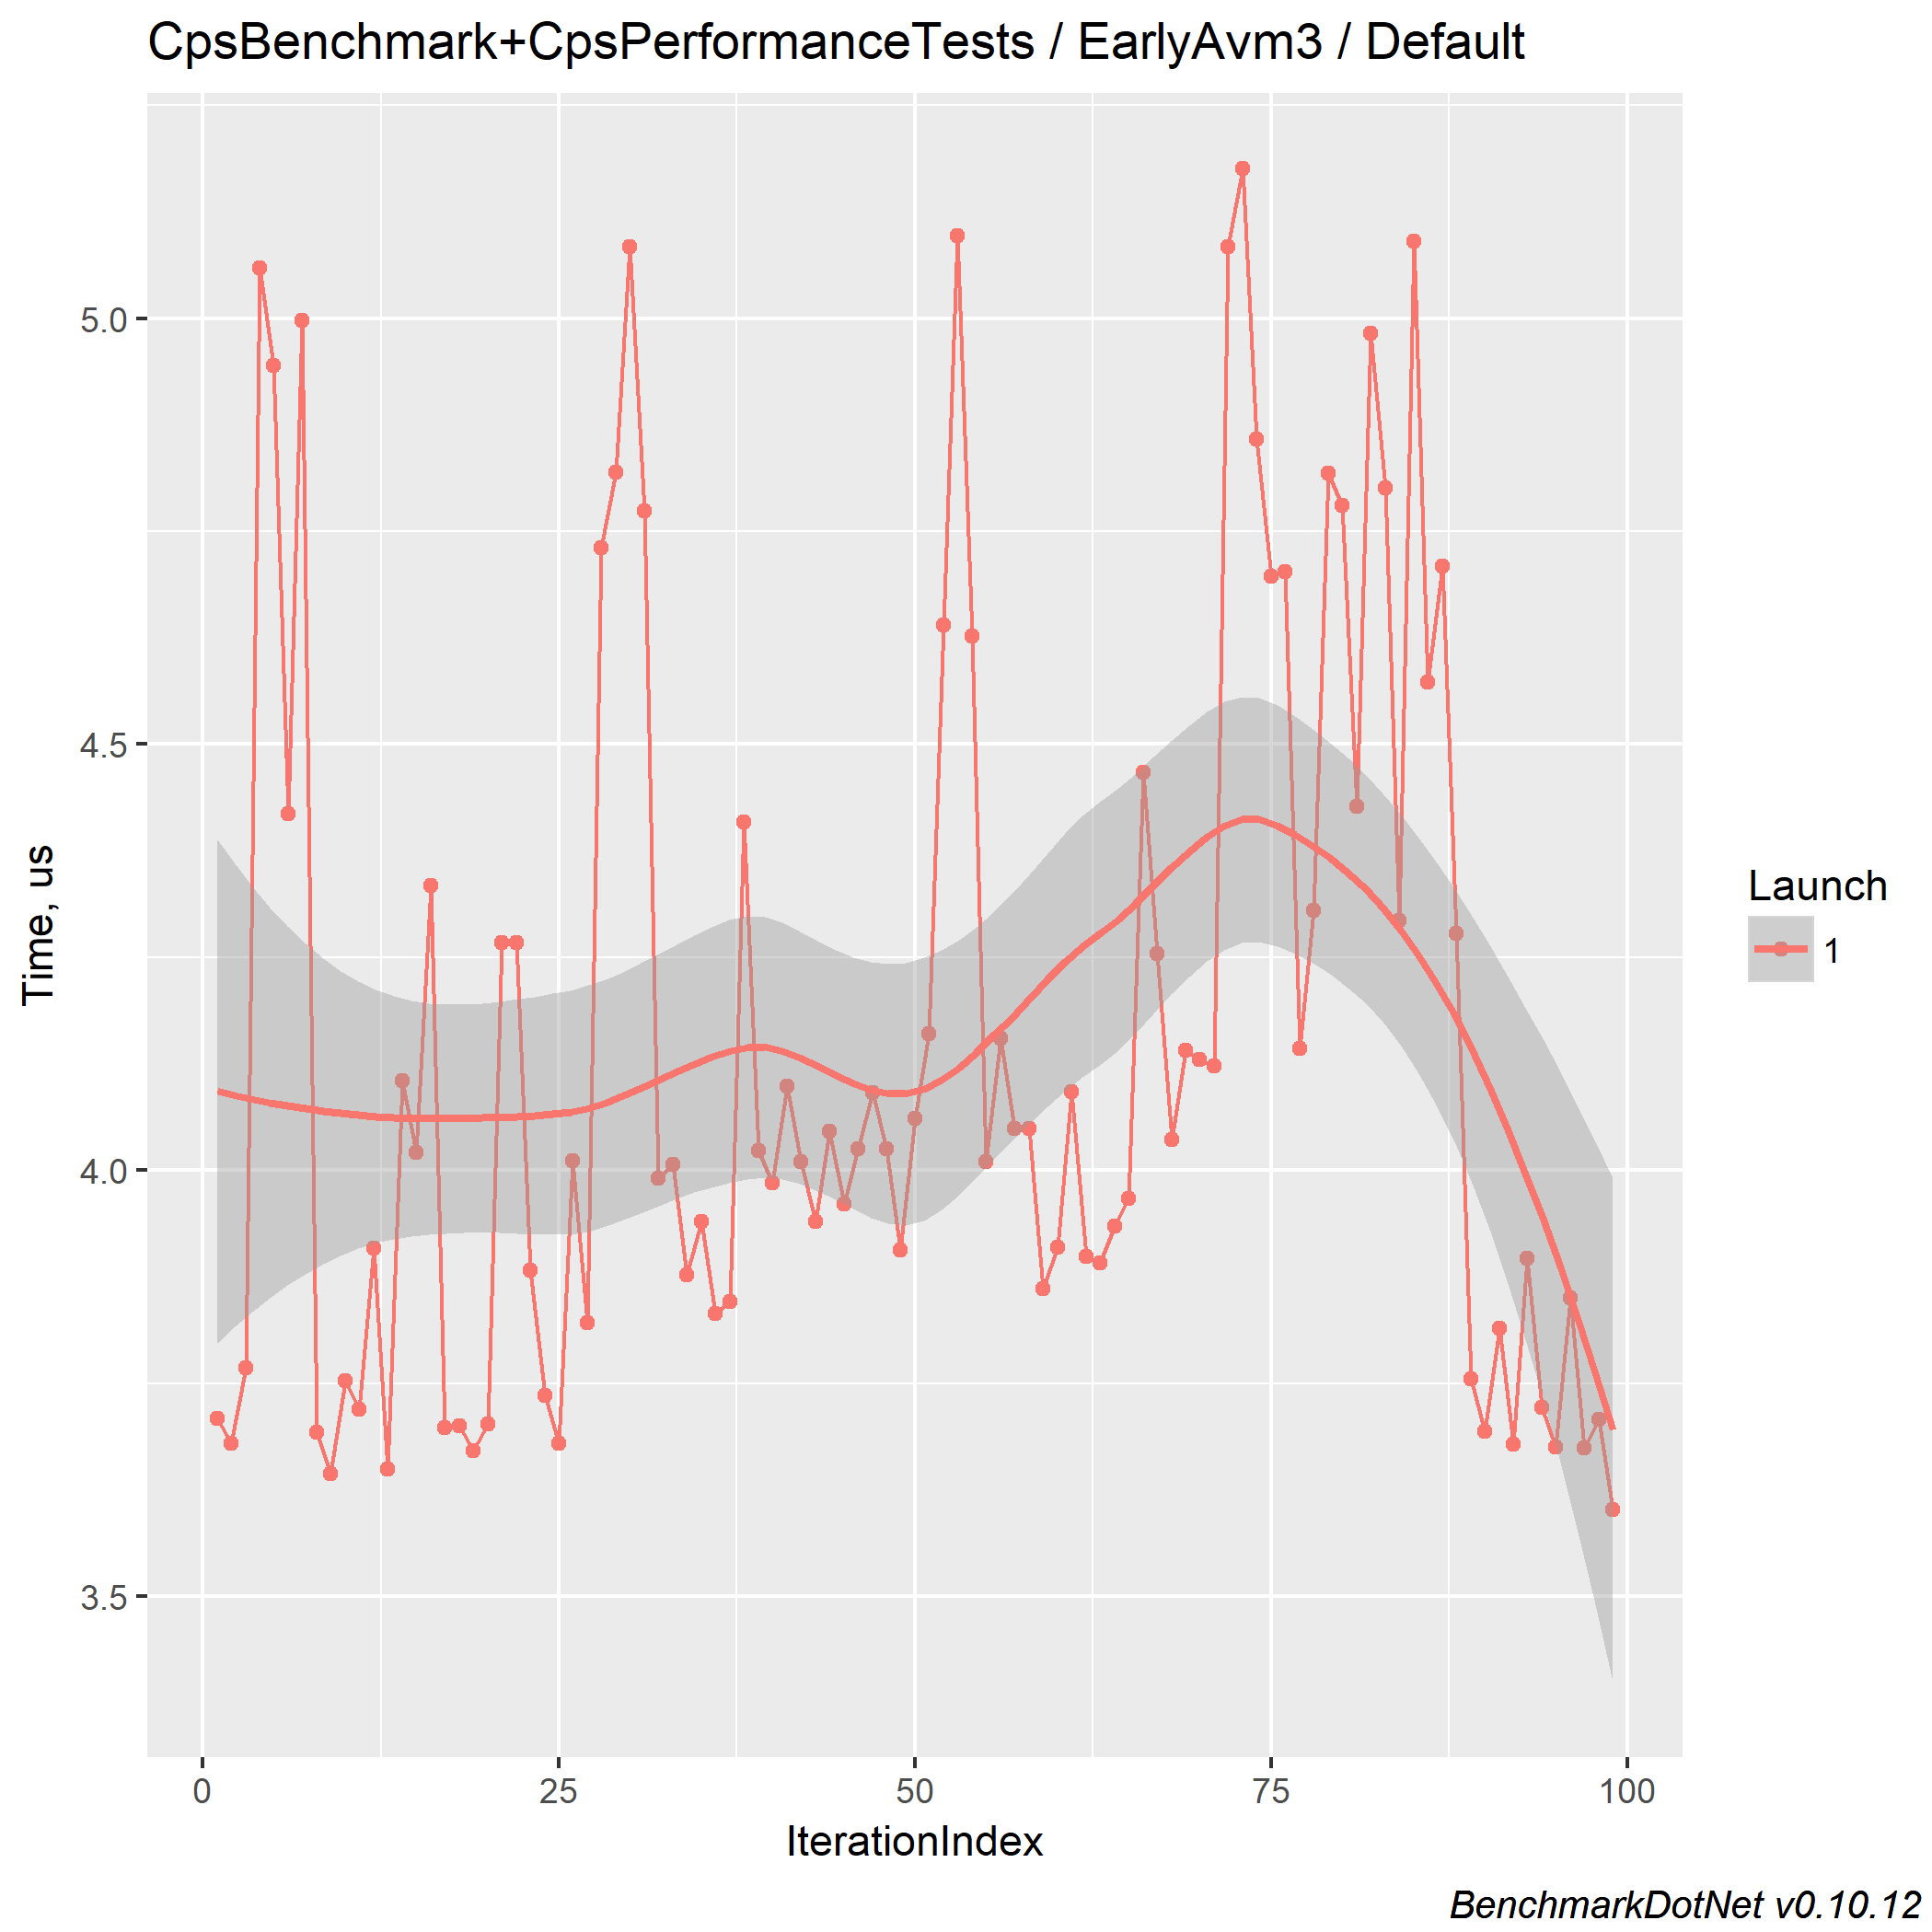 CpsBenchmark+CpsPerformanceTests / EarlyAvm3 / Default
5.0
4.5
4.0
3.5
Time, us
0 25 50 75 100
IterationIndex
Launch
1
BenchmarkDotNet v0.10.12